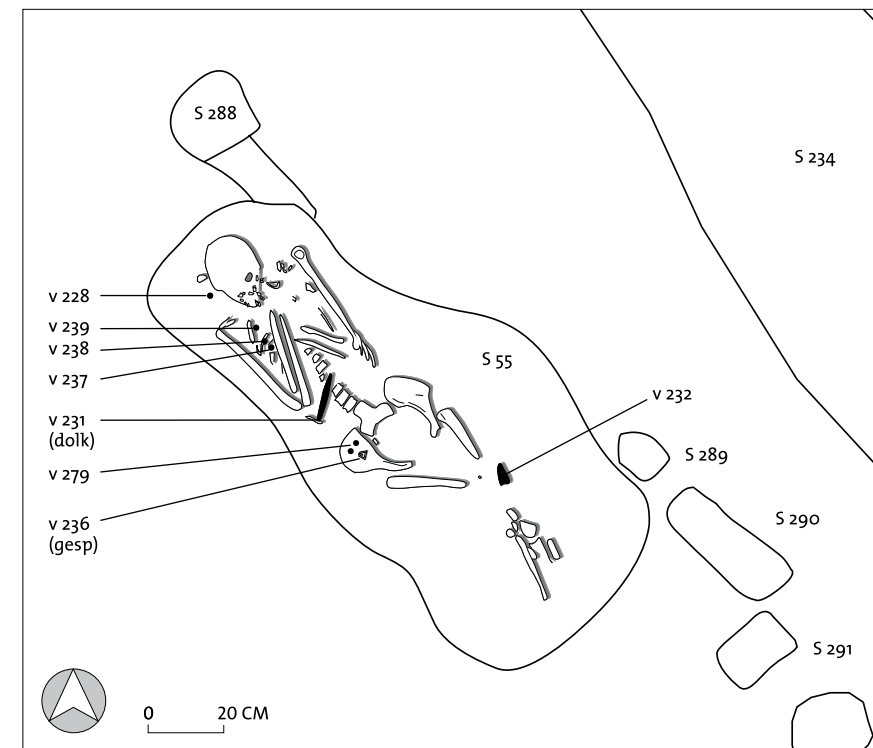 S 288
S 234
v 228
v 239
v 238
v 237
v 231
(dolk)
v 279
v 236
(gesp)
S 55
v 232
S 289
S 290
S 291
0 20 CM